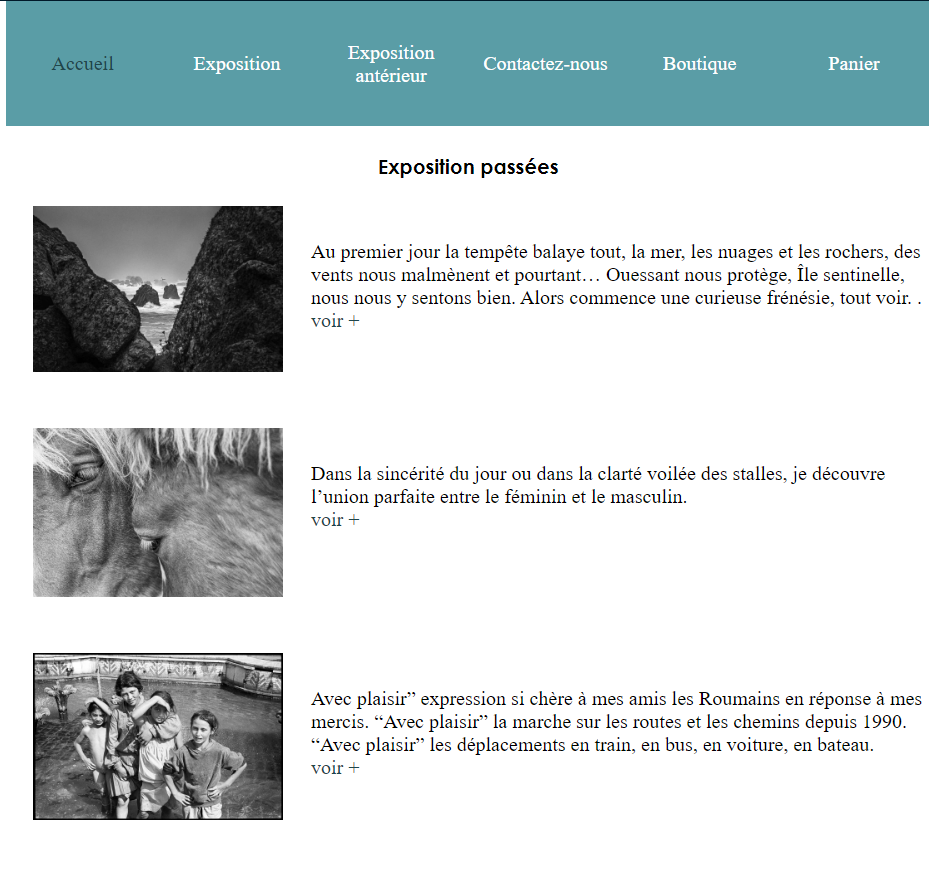 Accueil
Exposition
Exposition
antérieur
Contactez-nous
Boutique
Panier
Exposition passées
Au premier jour la tempête balaye tout, la mer, les nuages et les rochers, des
vents nous malmènent et pourtant… Ouessant nous protège, Île sentinelle,
nous nous y sentons bien. Alors commence une curieuse frénésie, tout voir. .
voir +
Dans la sincérité du jour ou dans la clarté voilée des stalles, je découvre
l’union parfaite entre le féminin et le masculin.
voir +
Avec plaisir” expression si chère à mes amis les Roumains en réponse à mes
mercis. “Avec plaisir” la marche sur les routes et les chemins depuis 1990.
“Avec plaisir” les déplacements en train, en bus, en voiture, en bateau.
voir +